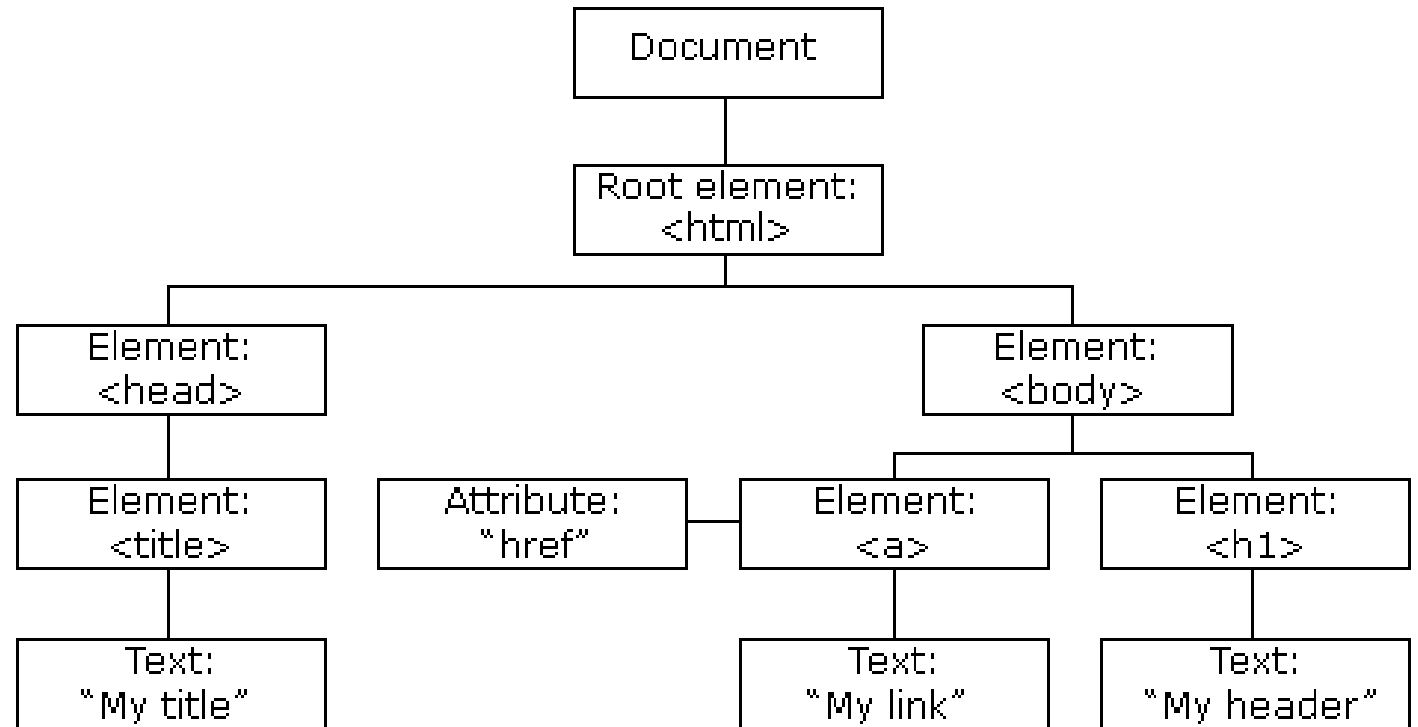 Document
Root element:
<html>
Element:
<head>
Element:
<body>
Element:
<title>
Attribute:
“href”
Element:
<a>
Element:
<h1>
Text:
“My title”
Text:
“My link”
Text:
“My header”